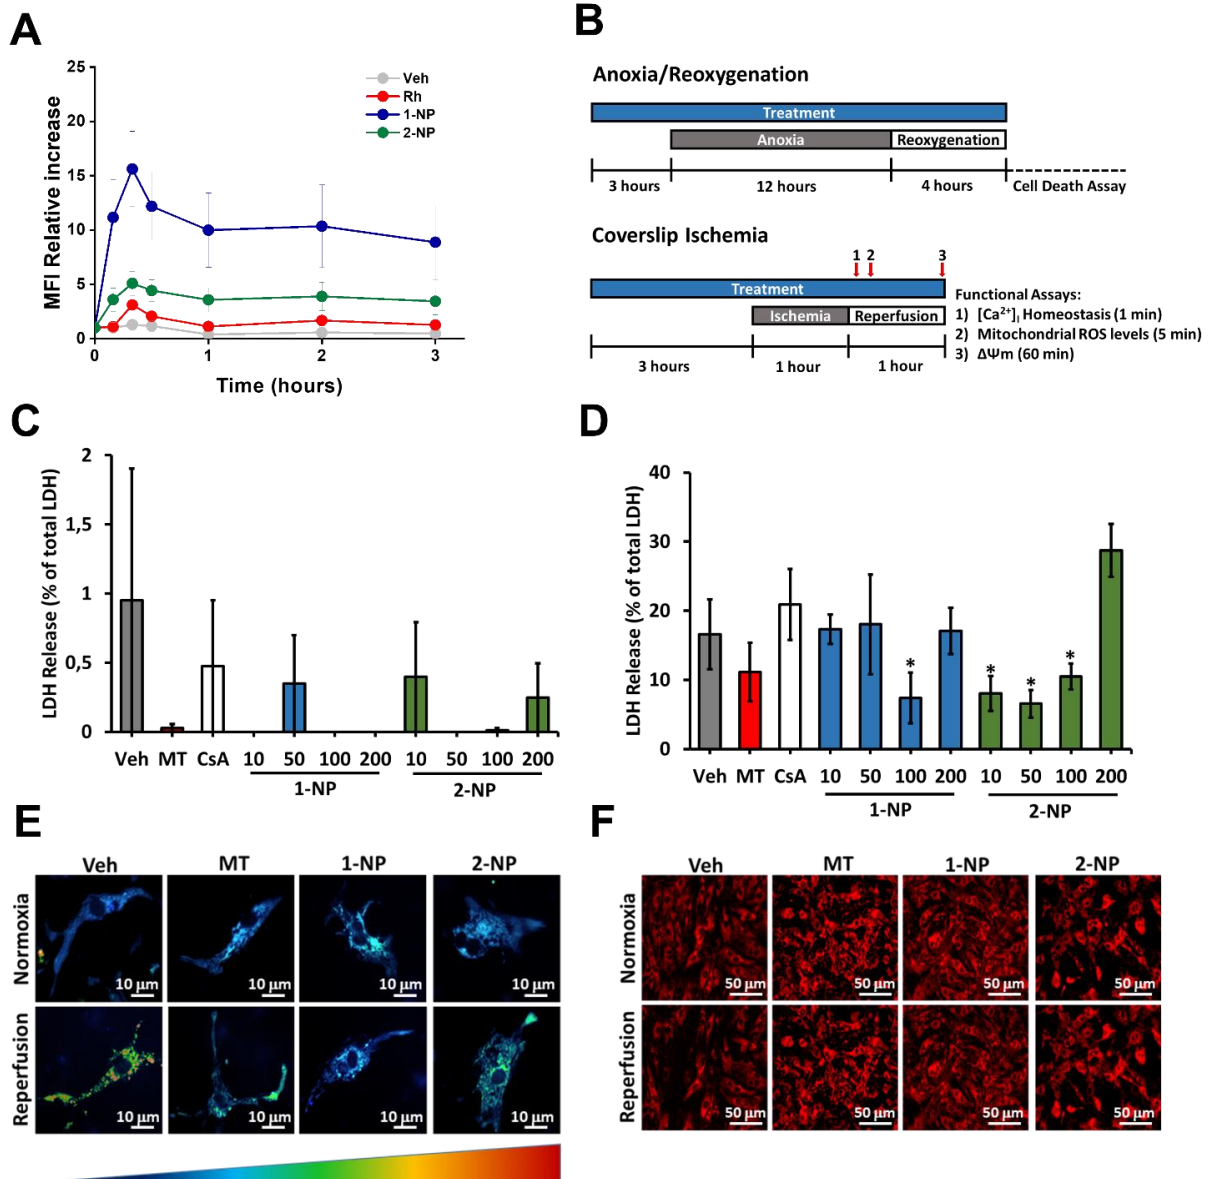 A
25
20
15
10
5
0
MFI Relative increase
Veh
Rh
1-NP
2-NP
0
1
2
3
Time (hours)
B
Anoxia/Reoxygenation
Treatment
Anoxia
Reoxygenation
3 hours
12 hours
4 hours
Cell Death Assay
Coverslip Ischemia
1 2 3
Treatment
Ischemia
Reperfusion
3 hours
1 hour
1 hour
Functional Assays:
1) [Ca²⁺]ᵢ Homeostasis (1 min)
2) Mitochondrial ROS levels (5 min)
3) ΔΨm (60 min)
C
LDH Release (% of total LDH)
2
1,5
1
0,5
0
Veh MT CsA 10 50 100 200 10 50 100 200
1-NP 2-NP
D
LDH Release (% of total LDH)
40
30
20
10
0
* * * *
Veh MT CsA 10 50 100 200 10 50 100 200
1-NP 2-NP
E
Veh MT 1-NP 2-NP
Normoxia
10 µm 10 µm 10 µm 10 µm
Reperfusion
10 µm 10 µm 10 µm 10 µm
F
Veh MT 1-NP 2-NP
Normoxia
50 µm 50 µm 50 µm 50 µm
Reperfusion
50 µm 50 µm 50 µm 50 µm